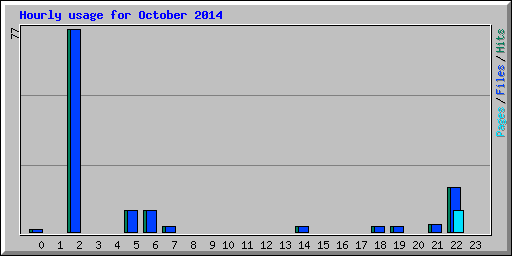 Hourly usage for October 2014
77
Pages/Files/Hits
0 1 2 3 4 5 6 7 8 9 10 11 12 13 14 15 16 17 18 19 20 21 22 23